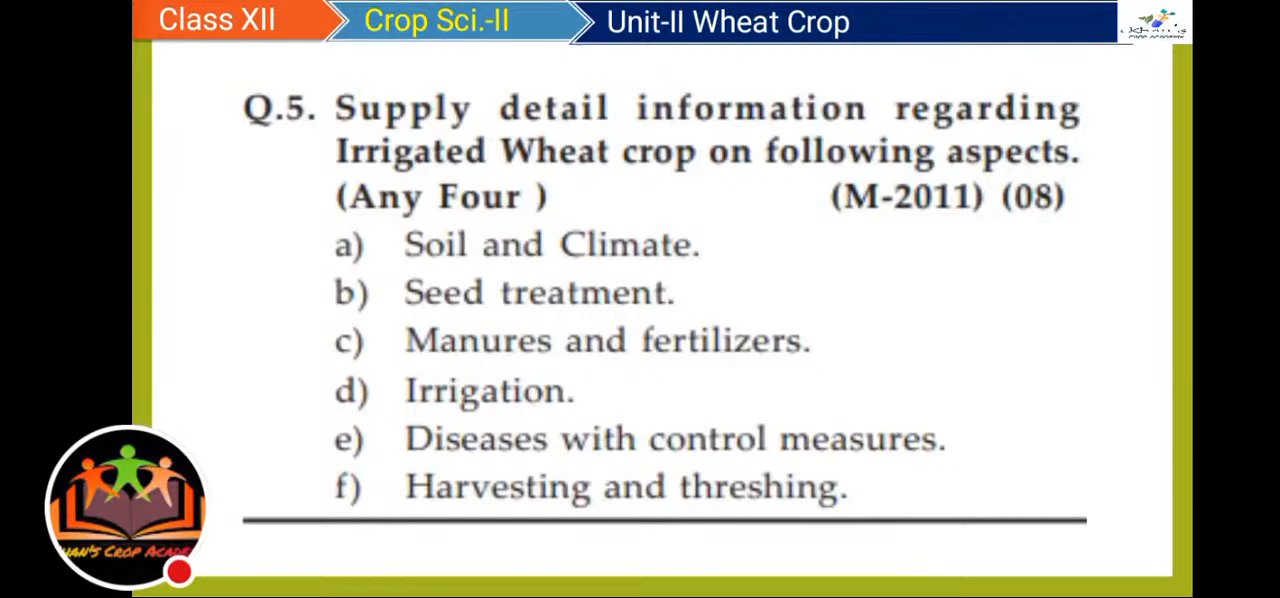 Class XII Crop Sci.-II Unit-II Wheat Crop
Q.5. Supply detail information regarding
Irrigated Wheat crop on following aspects.
(Any Four ) (M-2011) (08)
a) Soil and Climate.
b) Seed treatment.
c) Manures and fertilizers.
d) Irrigation.
e) Diseases with control measures.
f) Harvesting and threshing.
CROP